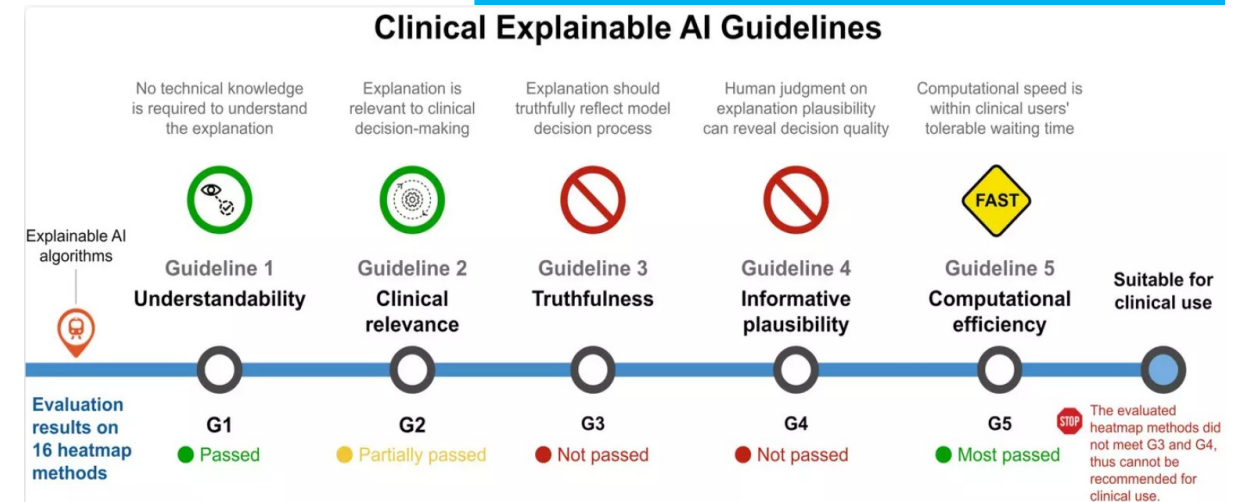 Clinical Explainable AI Guidelines
No technical knowledge
is required to understand
the explanation
Explanation is
relevant to clinical
decision-making
Explanation should
truthfully reflect model
decision process
Human judgment on
explanation plausibility
can reveal decision quality
Computational speed is
within clinical users'
tolerable waiting time
FAST
Explainable AI
algorithms
Guideline 1
Understandability
Guideline 2
Clinical
relevance
Guideline 3
Truthfulness
Guideline 4
Informative
plausibility
Guideline 5
Computational
efficiency
Suitable for
clinical use
Evaluation
results on
16 heatmap
methods
G1
Passed
G2
Partially passed
G3
Not passed
G4
Not passed
G5
Most passed
STOP
The evaluated
heatmap methods did
not meet G3 and G4,
thus cannot be
recommended for
clinical use.